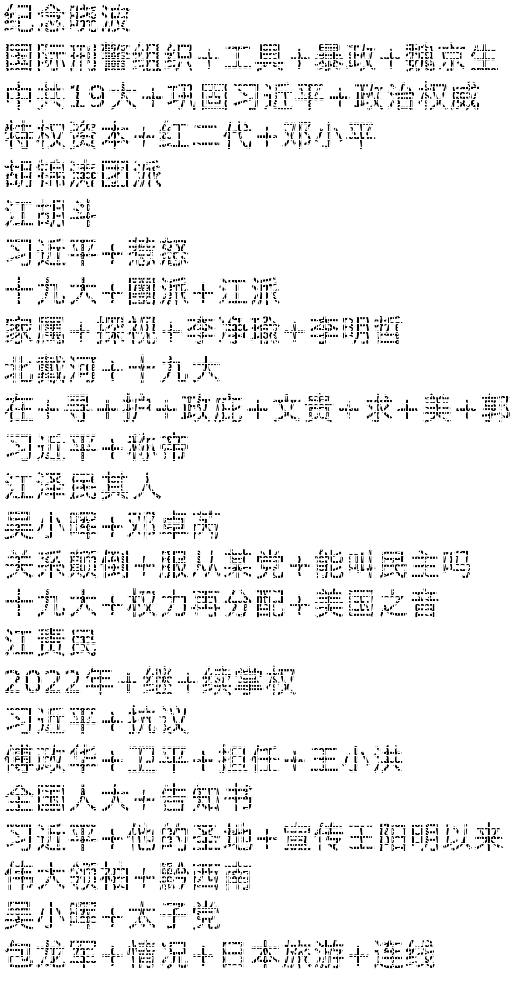 纪念晓波
国际刑警组织+工具+暴政+魏京生
中共19大+巩固习近平+政治权威
特权资本+红二代+邓小平
胡锦涛团派
江胡斗
习近平+惹怒
十九大+團派+江派
家属+探视+李净瑜+李明哲
北戴河+十九大
在+寻+护+政庇+文贵+求+美+郭
习近平+称帝
江泽民其人
吴小晖+邓卓芮
关系颠倒+服从某党+能叫民主吗
十九大+权力再分配+美国之音
江贵民
2022年+继+续掌权
习近平+抗议
傅政华+卫平+担任+王小洪
全国人大+告知书
习近平+他的圣地+宣传王阳明以来
伟大领袖+黔西南
吴小晖+太子党
包龙军+情况+日本旅游+连线